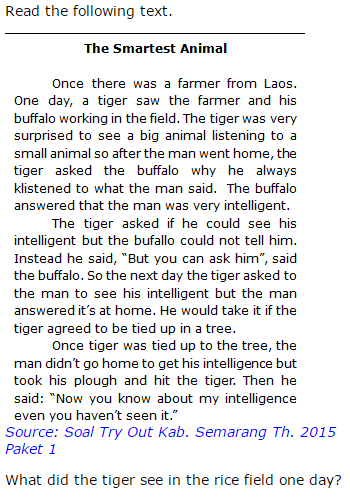 Read the following text.
The Smartest Animal
Once there was a farmer from Laos.
One day, a tiger saw the farmer and his
buffalo working in the field. The tiger was very
surprised to see a big animal listening to a
small animal so after the man went home, the
tiger asked the buffalo why he always
klistened to what the man said.  The buffalo
answered that the man was very intelligent.
The tiger asked if he could see his
intelligent but the bufallo could not tell him.
Instead he said, “But you can ask him”, said
the buffalo. So the next day the tiger asked to
the man to see his intelligent but the man
answered it’s at home. He would take it if the
tiger agreed to be tied up in a tree.
Once tiger was tied up to the tree, the
man didn’t go home to get his intelligence but
took his plough and hit the tiger. Then he
said: “Now you know about my intelligence
even you haven’t seen it.”
Source: Soal Try Out Kab. Semarang Th. 2015
Paket 1
What did the tiger see in the rice field one day?